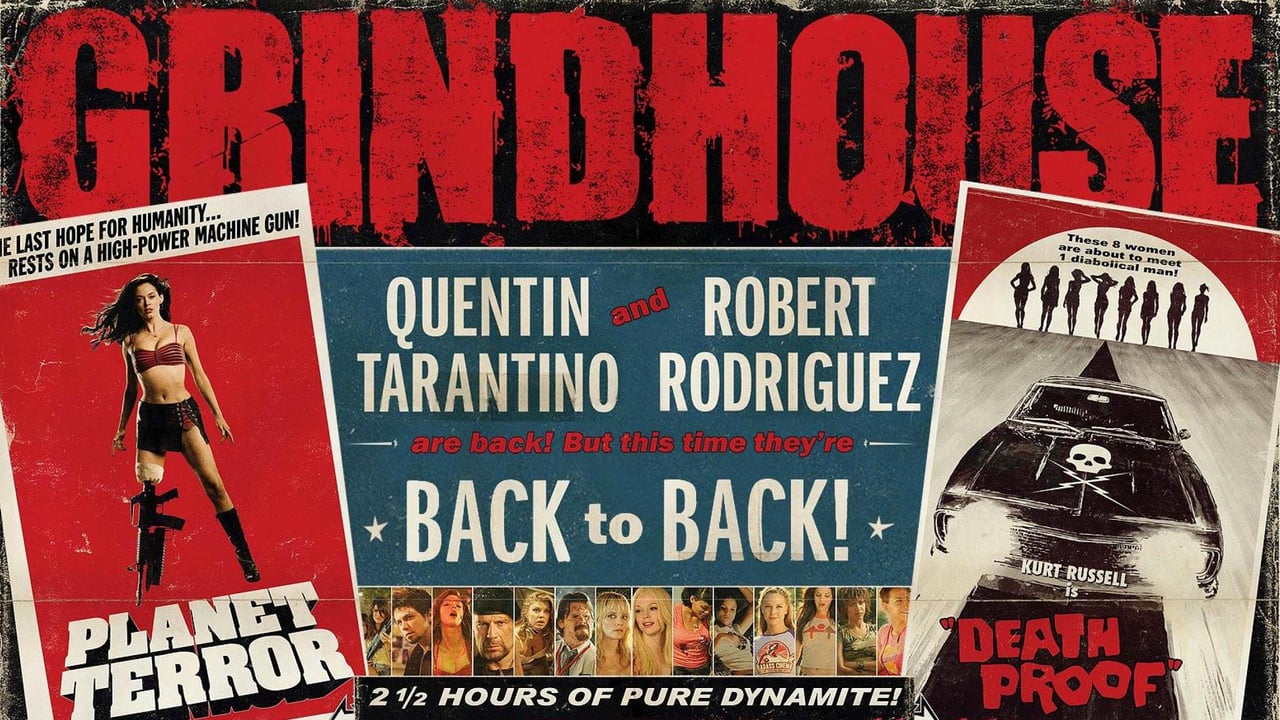 GRINDHOUSE
THE LAST HOPE FOR HUMANITY...
RESTS ON A HIGH-POWER MACHINE GUN!
PLANET
TERROR
QUENTIN and ROBERT
TARANTINO RODRIGUEZ
are back! But this time they're
BACK to BACK!
BADASS CINEMA
2 1/2 HOURS OF PURE DYNAMITE!
These 8 women
are about to meet
1 diabolical man!
KURT RUSSELL
is
"DEATH
PROOF"